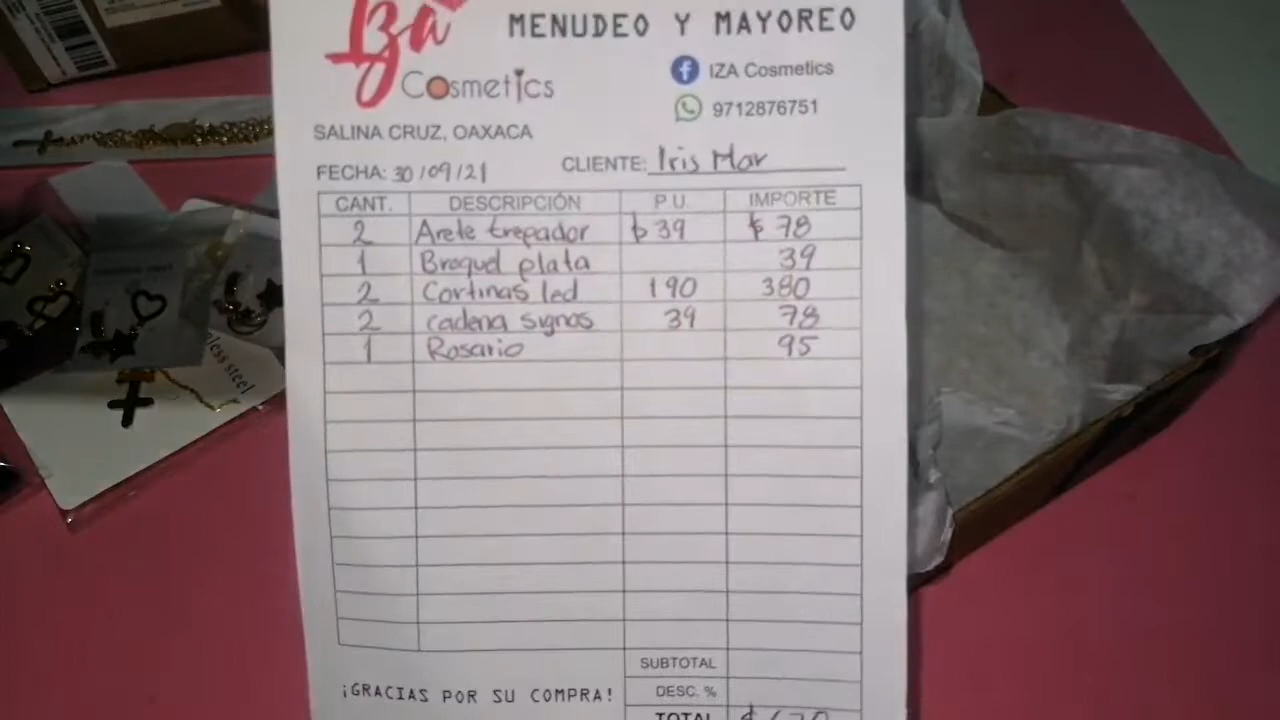 Iza
MENUDEO Y MAYOREO
Cosmetics
IZA Cosmetics
9712876751
SALINA CRUZ, OAXACA
FECHA: 30/09/21 CLIENTE: Iris Mar
CANT. DESCRIPCIÓN P U. IMPORTE
2 Arete trepador $39 $78
1 Broquel plata 39
2 Cortinas led 190 380
2 cadena signos 39 78
1 Rosario 95
SUBTOTAL
¡GRACIAS POR SU COMPRA! DESC. %
TOTAL